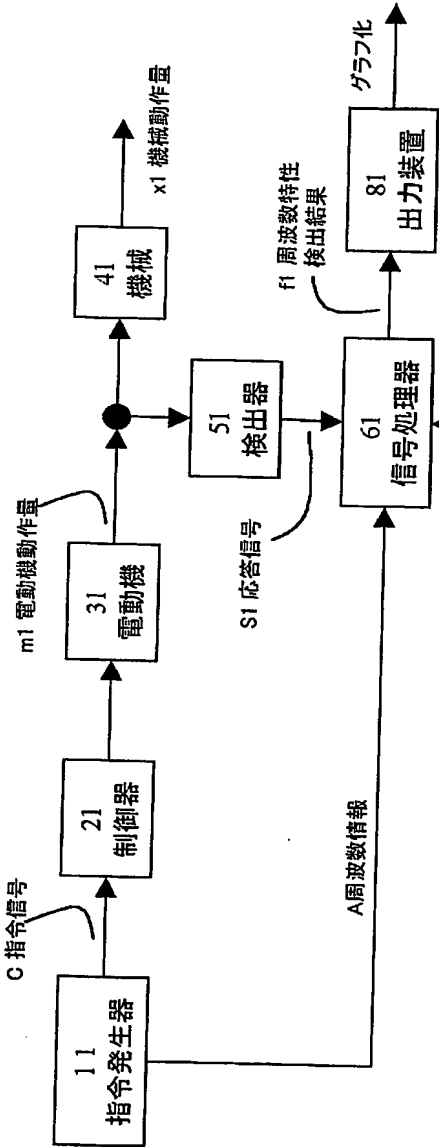 C 指令信号
11
指令発生器
21
制御器
m1 電動機動作量
31
電動機
41
機械
x1 機械動作量
51
検出器
S1 応答信号
A周波数情報
61
信号処理器
f1 周波数特性
検出結果
81
出力装置
グラフ化